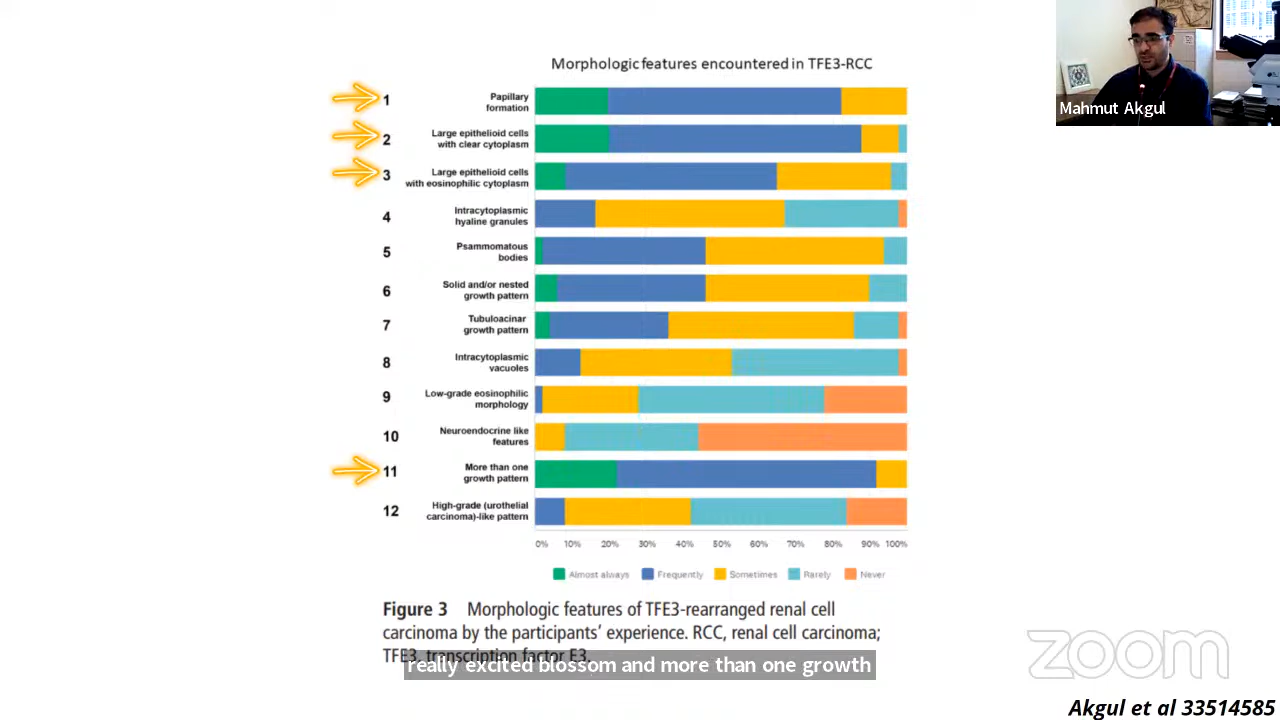 Mahmut Akgul
Morphologic features encountered in TFE3-RCC
1
Papillary
formation
2
Large epithelioid cells
with clear cytoplasm
3
Large epithelioid cells
with eosinophilic cytoplasm
4
Intracytoplasmic
hyaline granules
5
Psammomatous
bodies
6
Solid and/or nested
growth pattern
7
Tubuloacinar
growth pattern
8
Intracytoplasmic
vacuoles
9
Low-grade eosinophilic
morphology
10
Neuroendocrine like
features
11
More than one
growth pattern
12
High-grade (urothelial
carcinoma)-like pattern
0% 10% 20% 30% 40% 50% 60% 70% 80% 90% 100%
Almost always Frequently Sometimes Rarely Never
Figure 3 Morphologic features of TFE3-rearranged renal cell
carcinoma by the participants' experience. RCC, renal cell carcinoma;
TFE3, transcription factor E3.
really excited blossom and more than one growth
zoom
Akgul et al 33514585